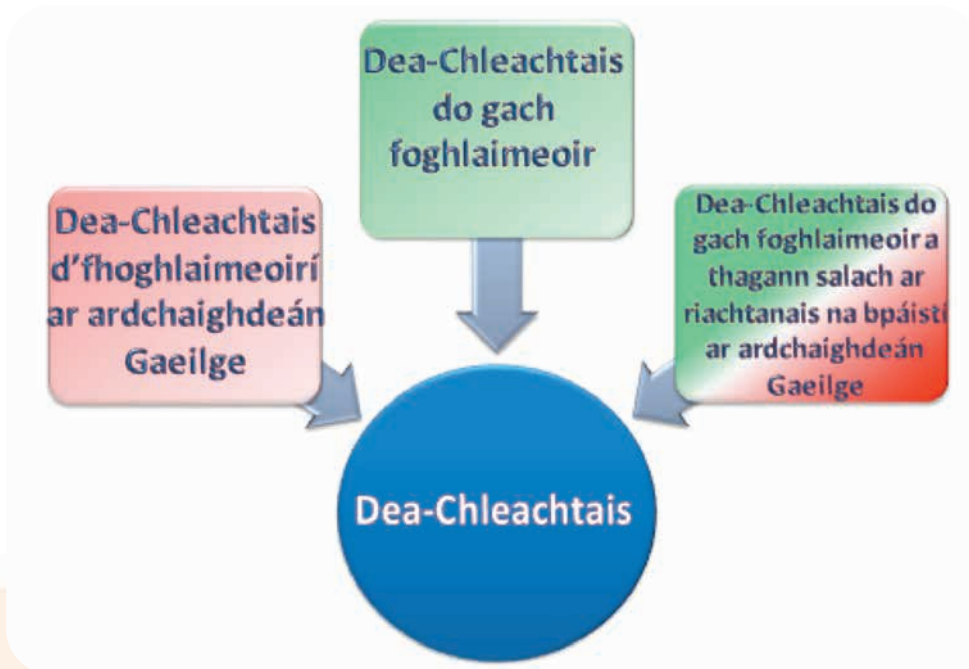 Dea-Chleachtais
do gach
foghlaimeoir
Dea-Chleachtais
d'fhoghlaimeoirí
ar ardchaighdeán
Gaeilge
Dea-Chleachtais do
gach foghlaimeoir a
thagann salach ar
riachtanais na bpáistí
ar ardchaighdeán
Gaeilge
Dea-Chleachtais